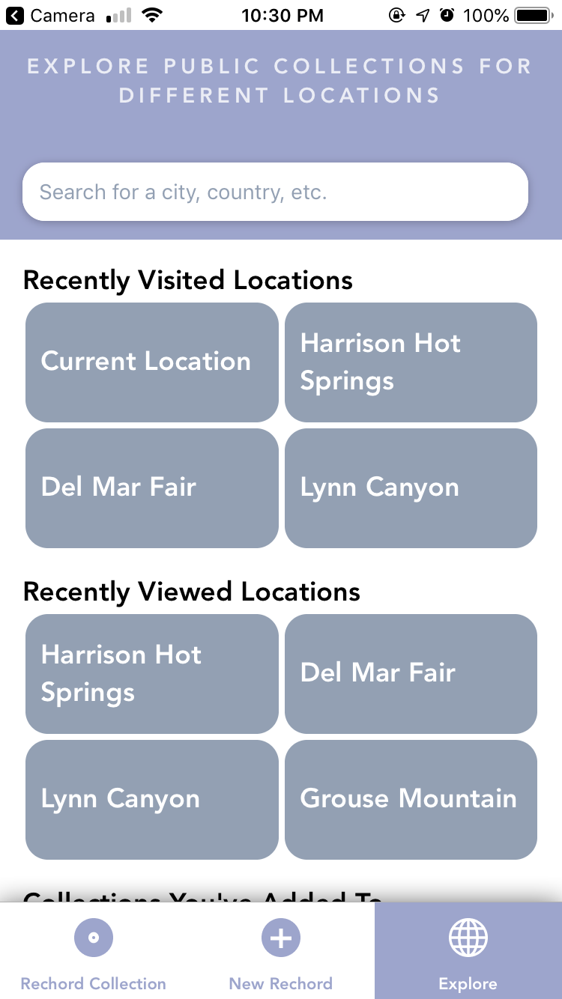 Camera 10:30 PM 100%
EXPLORE PUBLIC COLLECTIONS FOR
DIFFERENT LOCATIONS
Search for a city, country, etc.
Recently Visited Locations
Current Location
Harrison Hot
Springs
Del Mar Fair
Lynn Canyon
Recently Viewed Locations
Harrison Hot
Springs
Del Mar Fair
Lynn Canyon
Grouse Mountain
Collections You've Added To
Rechord Collection
New Rechord
Explore